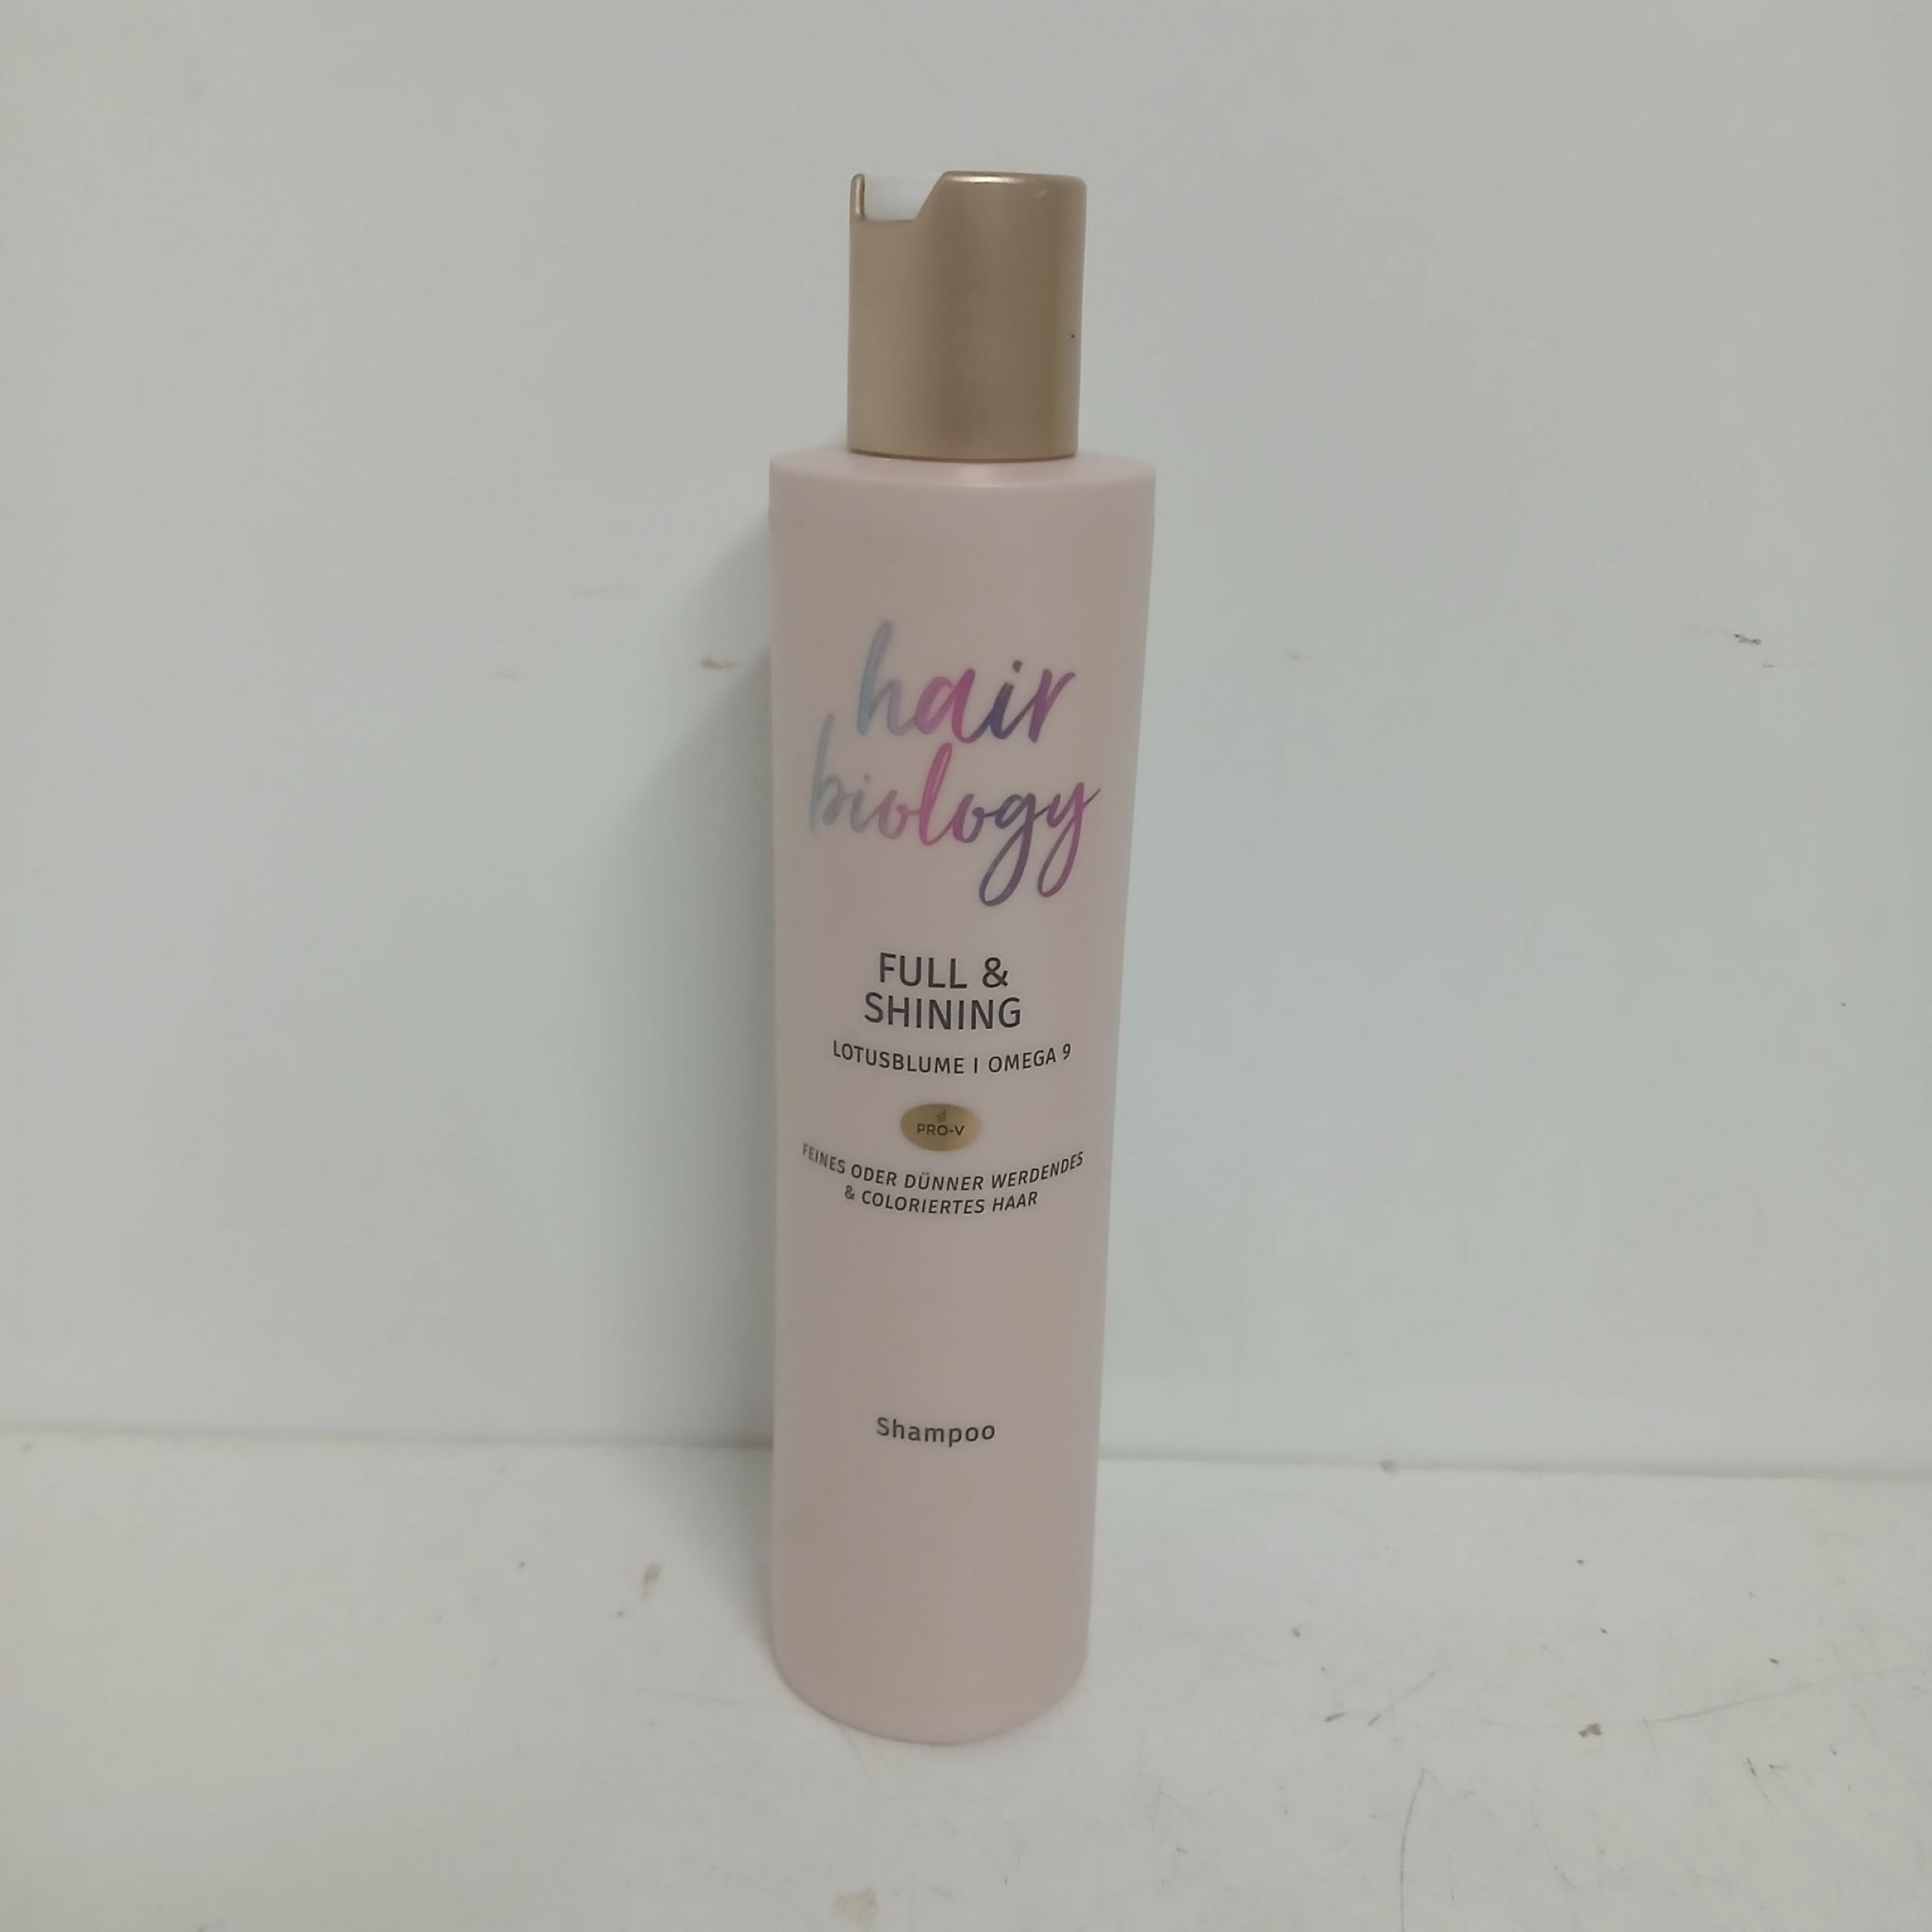 hair
biology
FULL &
SHINING
LOTUSBLUME | OMEGA 9
PRO-V
FEINES ODER DÜNNER WERDENDES
& COLORIERTES HAAR
Shampoo